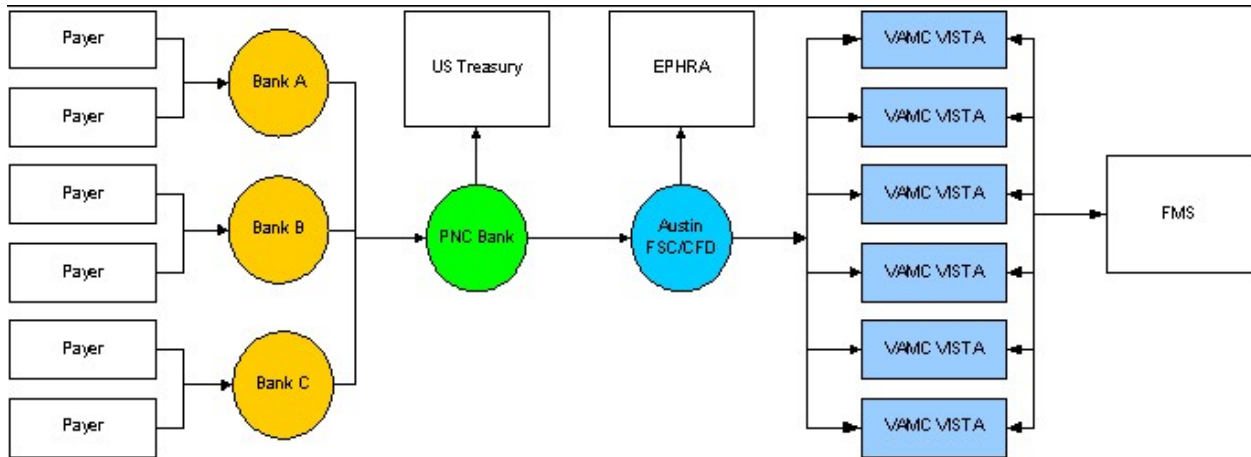 Payer
Payer
Bank A
Payer
Payer
Bank B
Payer
Payer
Bank C
US Treasury
PNC Bank
EPHRA
Austin
FSC/CFD
VAMC VISTA
VAMC VISTA
VAMC VISTA
VAMC VISTA
VAMC VISTA
VAMC VISTA
FMS